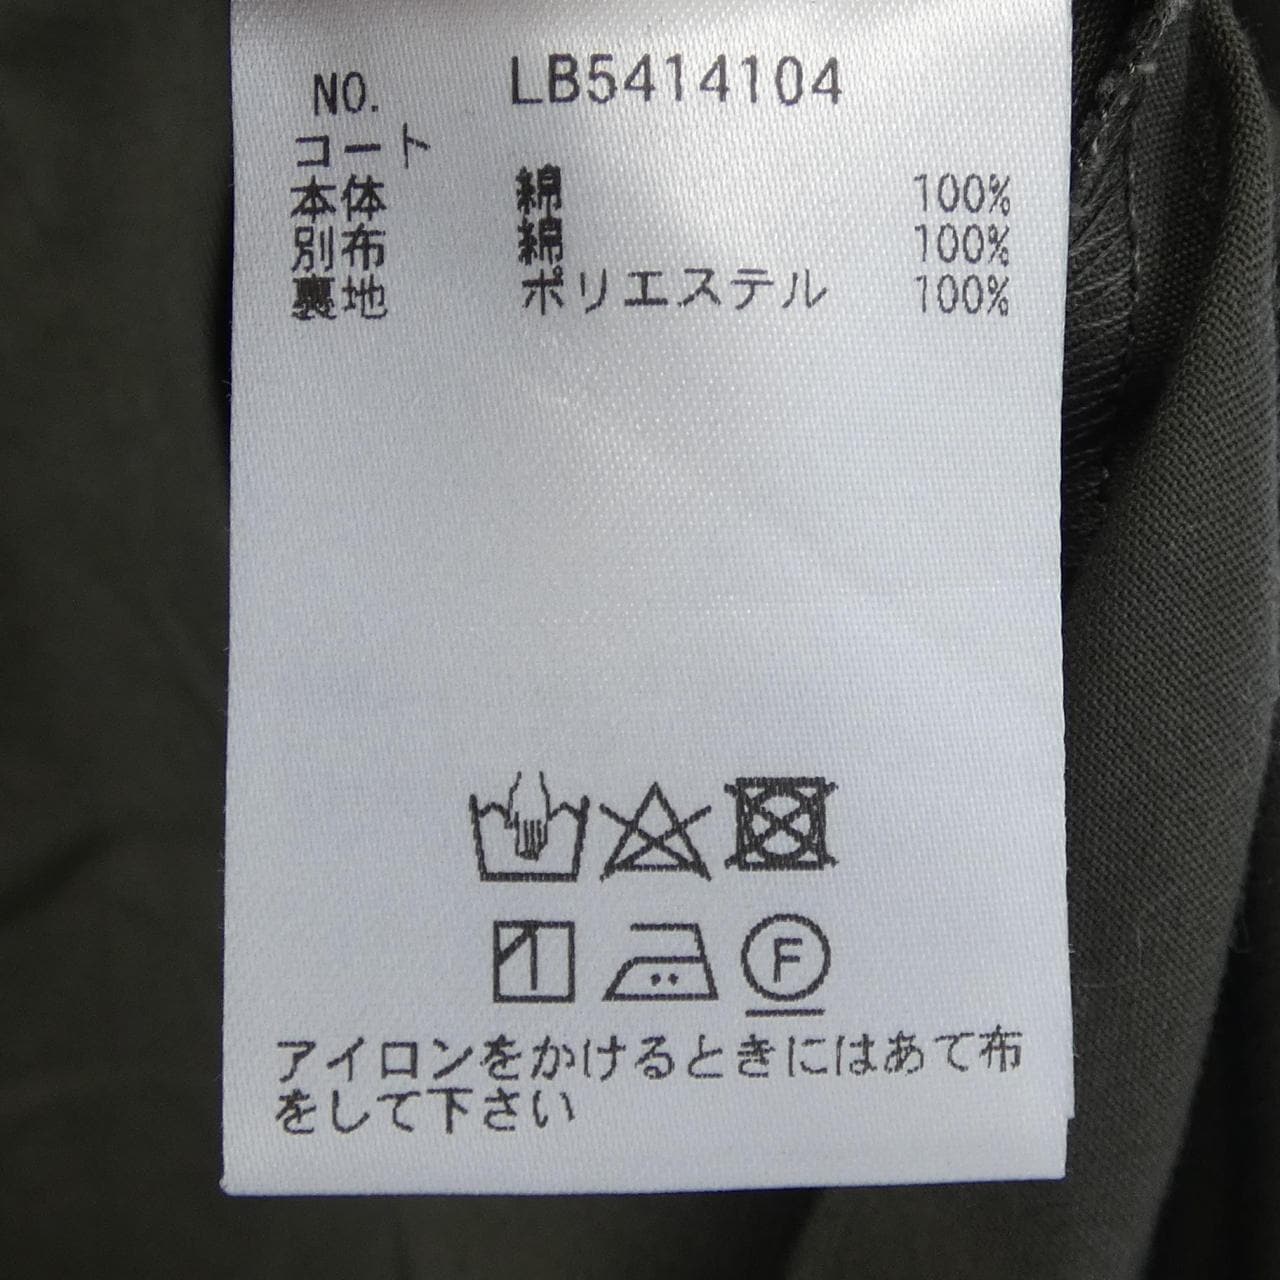 NO. LB5414104
コート
本体 綿 100%
別布 綿 100%
裏地 ポリエステル 100%
F
アイロンをかけるときにはあて布
をして下さい